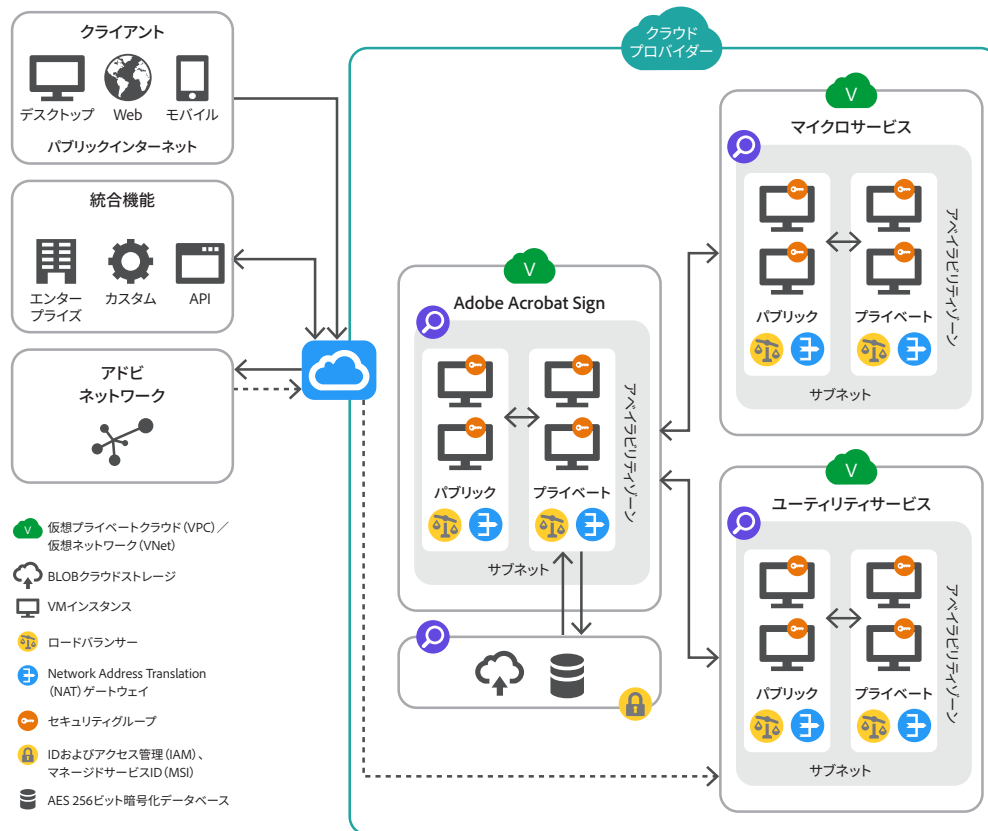 クライアント
デスクトップ
Web
モバイル
パブリックインターネット
統合機能
エンター
プライズ
カスタム
API
アドビ
ネットワーク
V
仮想プライベートクラウド（VPC）／
仮想ネットワーク（VNet）
BLOBクラウドストレージ
VMインスタンス
ロードバランサー
Network Address Translation
（NAT）ゲートウェイ
セキュリティグループ
IDおよびアクセス管理（IAM）、
マネージドサービスID（MSI）
AES 256ビット暗号化データベース
クラウド
プロバイダー
V
Adobe Acrobat Sign
パブリック
プライベート
アベイラビリティゾーン
サブネット
V
マイクロサービス
パブリック
プライベート
アベイラビリティゾーン
サブネット
V
ユーティリティサービス
パブリック
プライベート
アベイラビリティゾーン
サブネット